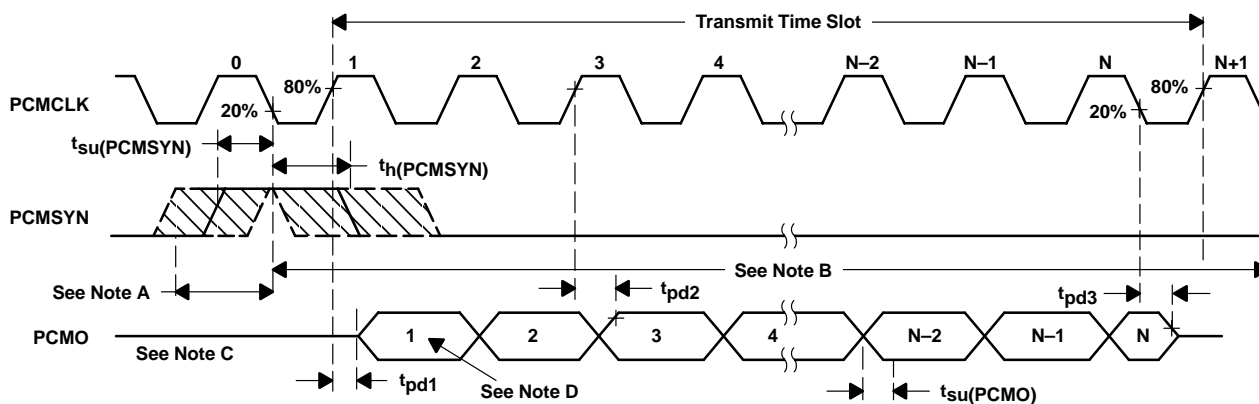 Transmit Time Slot
0 1 2 3 4 N–2 N–1 N N+1
PCMCLK
80%
20%
80%
20%
tsu(PCMSYN)
th(PCMSYN)
PCMSYN
See Note B
See Note A
tpd2
tpd3
PCMO
1 2 3 4 N–2 N–1 N
See Note C
tpd1
See Note D
tsu(PCMO)